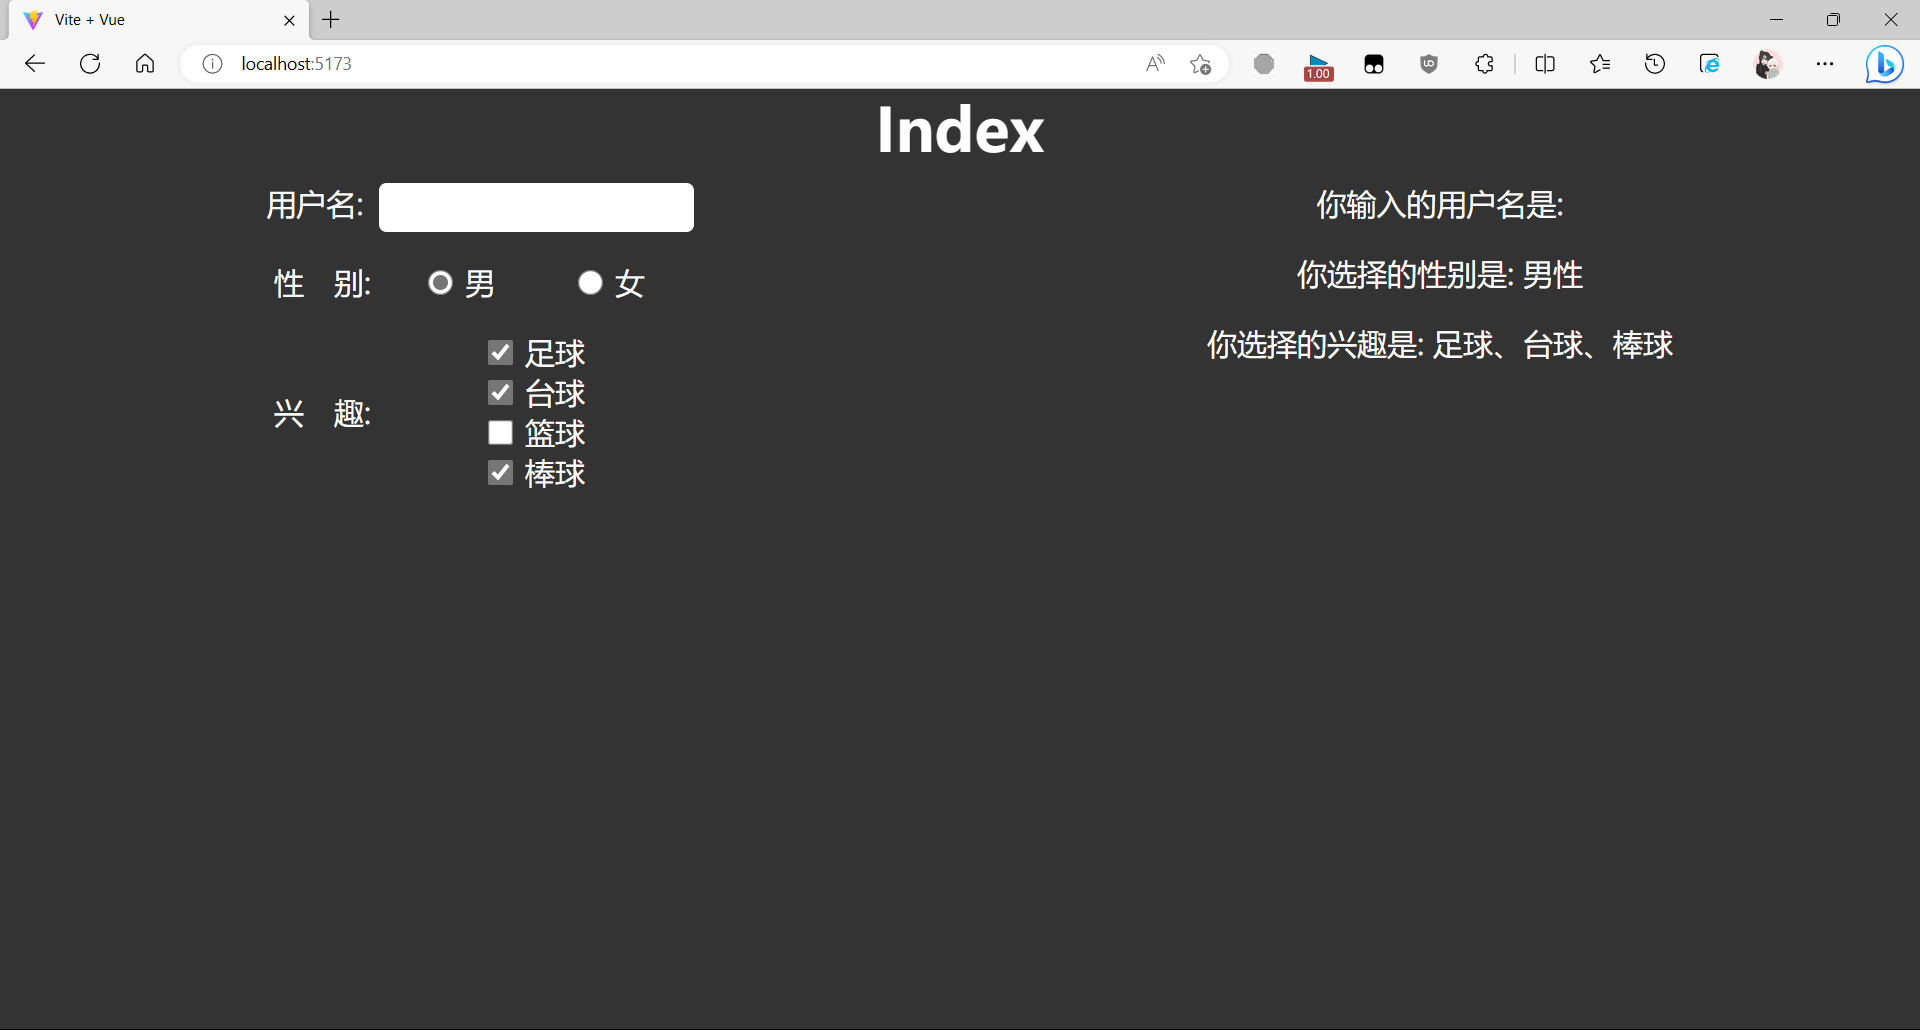 Vite + Vue
localhost:5173
1.00
Index
用户名:
性 别: 男 女
兴 趣:
足球
台球
篮球
棒球
你输入的用户名是:
你选择的性别是: 男性
你选择的兴趣是: 足球、台球、棒球